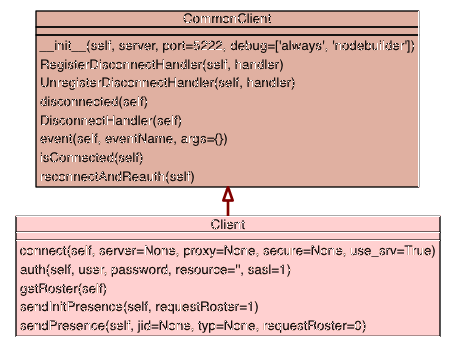 CommonClient
__init__(self, server, port=5222, debug=['always', 'nodebuilder'])
RegisterDisconnectHandler(self, handler)
UnregisterDisconnectHandler(self, handler)
disconnected(self)
DisconnectHandler(self)
event(self, eventName, args={})
isConnected(self)
reconnectAndReauth(self)
Client
connect(self, server=None, proxy=None, secure=None, use_srv=True)
auth(self, user, password, resource='', sasl=1)
getRoster(self)
sendInitPresence(self, requestRoster=1)
sendPresence(self, jid=None, typ=None, requestRoster=0)